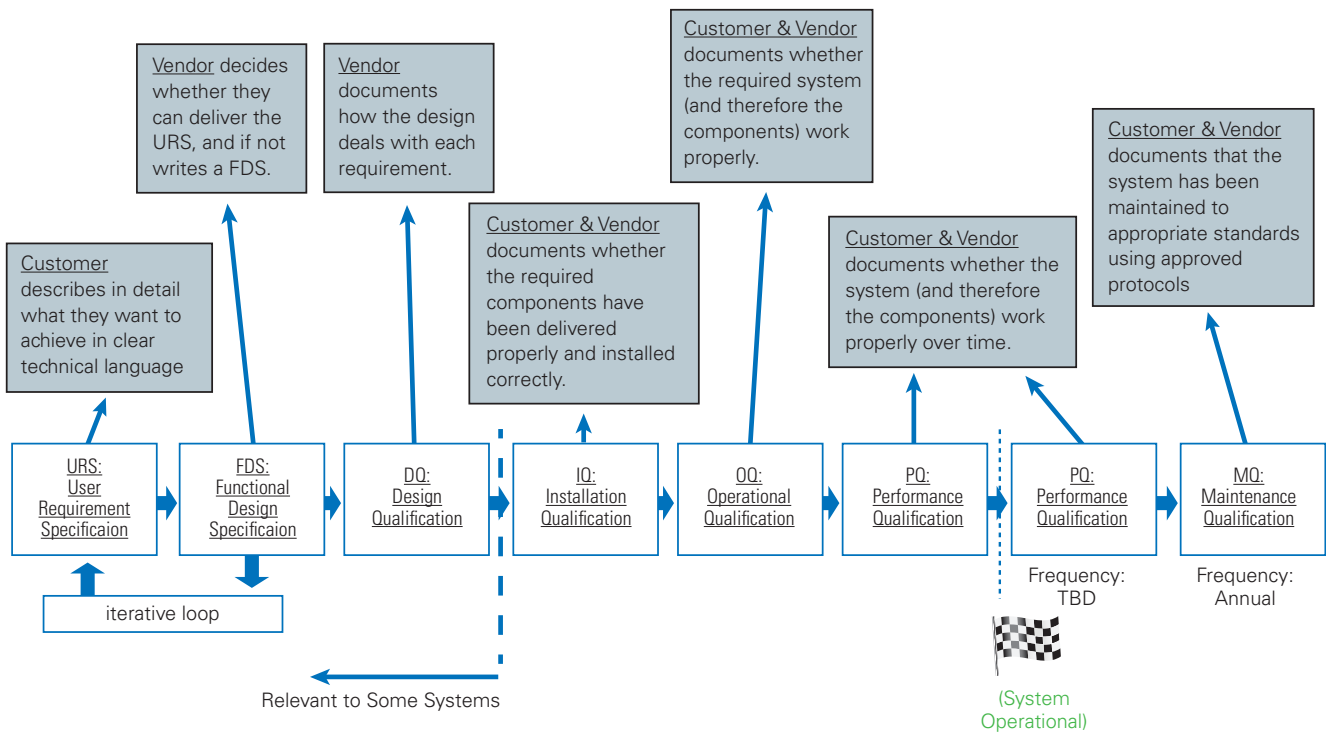 Vendor decides
whether they
can deliver the
URS, and if not
writes a FDS.
Vendor
documents
how the design
deals with each
requirement.
Customer & Vendor
documents whether
the required system
(and therefore the
components) work
properly.
Customer & Vendor
documents that the
system has been
maintained to
appropriate standards
using approved
protocols
Customer
describes in detail
what they want to
achieve in clear
technical language
Customer & Vendor
documents whether
the required
components have
been delivered
properly and installed
correctly.
Customer & Vendor
documents whether the
system (and therefore
the components) work
properly over time.
URS:
User
Requirement
Specificaion
FDS:
Functional
Design
Specificaion
DQ:
Design
Qualification
IQ:
Installation
Qualification
OQ:
Operational
Qualification
PQ:
Performance
Qualification
PQ:
Performance
Qualification
MQ:
Maintenance
Qualification
iterative loop
Frequency:
TBD
Frequency:
Annual
Relevant to Some Systems
(System
Operational)